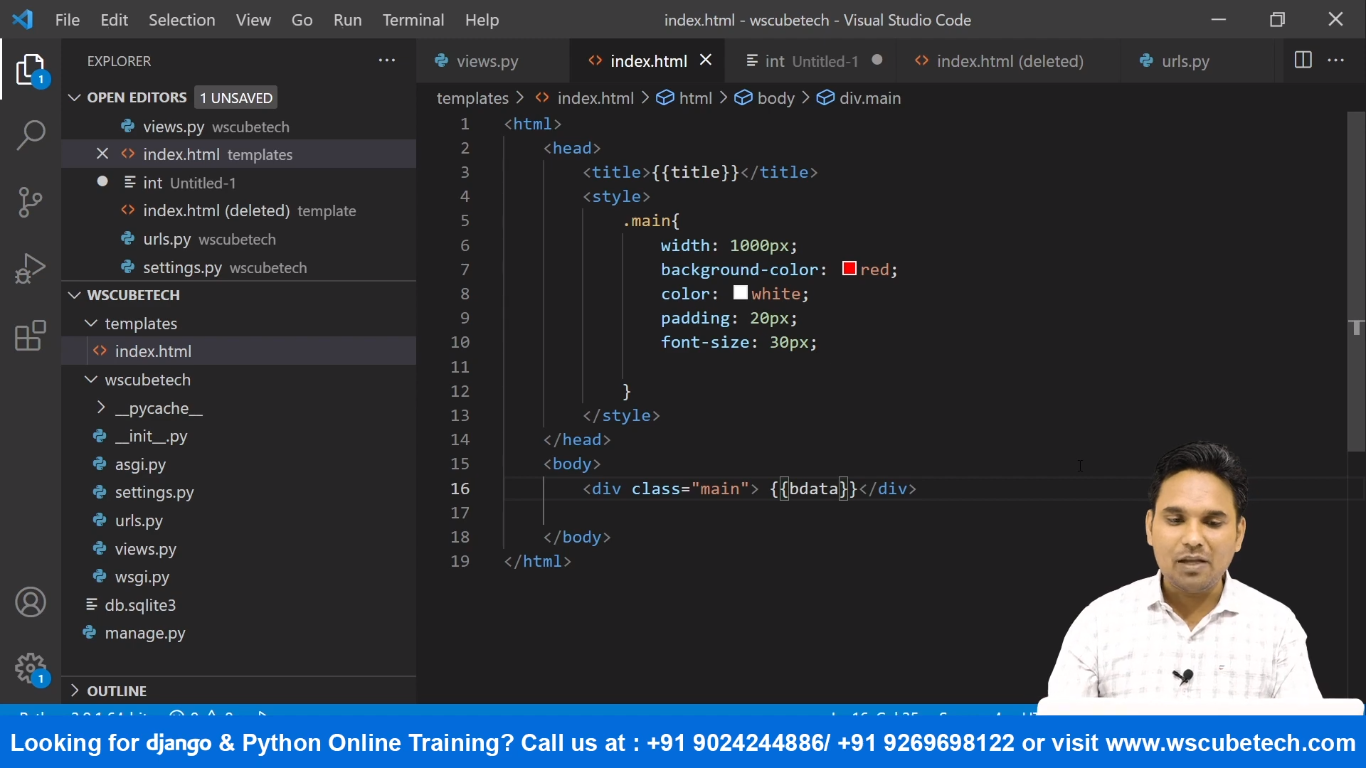 File Edit Selection View Go Run Terminal Help index.html - wscubetech - Visual Studio Code
EXPLORER
OPEN EDITORS 1 UNSAVED
views.py wscubetech
index.html templates
int Untitled-1
index.html (deleted) template
urls.py wscubetech
settings.py wscubetech
WSCUBETECH
templates
index.html
wscubetech
__pycache__
__init__.py
asgi.py
settings.py
urls.py
views.py
wsgi.py
db.sqlite3
manage.py
OUTLINE
1
1
views.py index.html int Untitled-1 index.html (deleted) urls.py
templates > index.html > html > body > div.main
1 <html>
2 <head>
3 <title>{{title}}</title>
4 <style>
5 .main{
6 width: 1000px;
7 background-color: red;
8 color: white;
9 padding: 20px;
10 font-size: 30px;
11
12 }
13 </style>
14 </head>
15 <body>
16 <div class="main"> {{bdata}}</div>
17
18 </body>
19 </html>
Looking for django & Python Online Training? Call us at : +91 9024244886/ +91 9269698122 or visit www.wscubetech.com